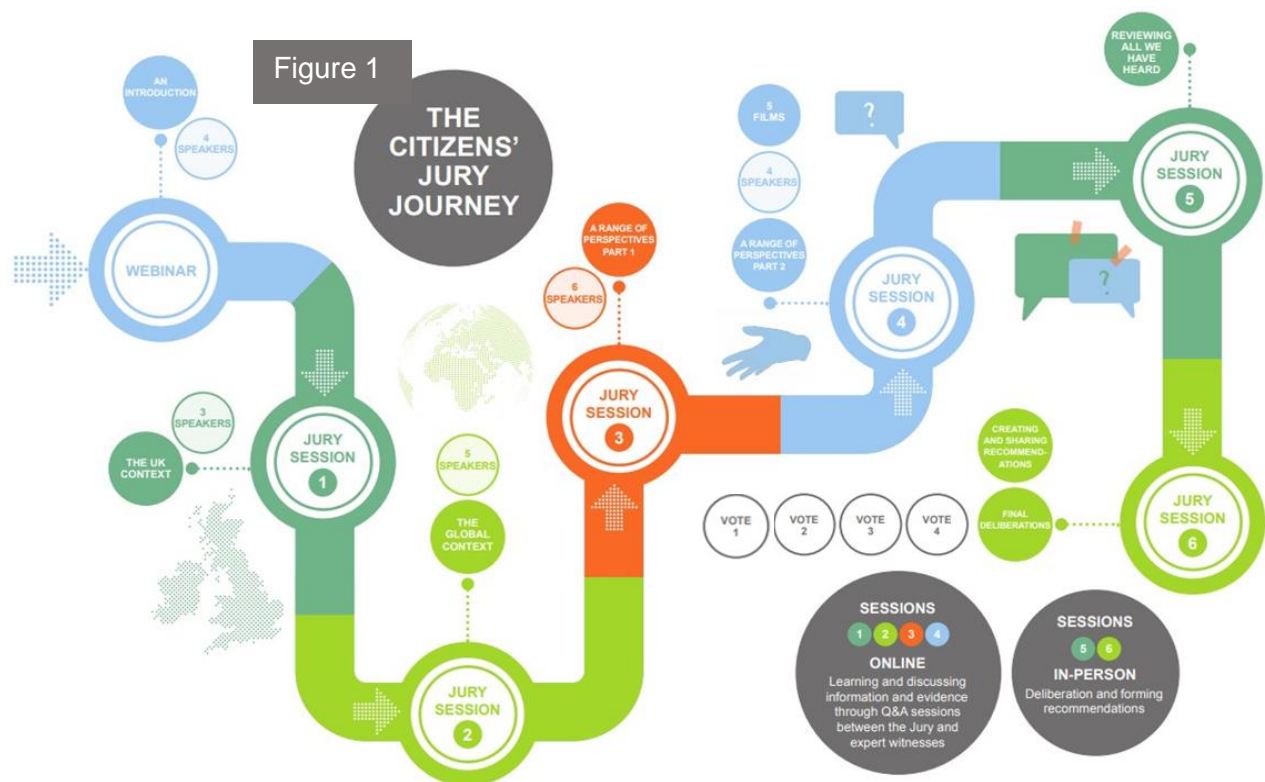 Figure 1
THE
CITIZENS'
JURY
JOURNEY
AN
INTRODUCTION
4
SPEAKERS
WEBINAR
3
SPEAKERS
THE UK
CONTEXT
JURY
SESSION
1
5
SPEAKERS
THE
GLOBAL
CONTEXT
JURY
SESSION
2
A RANGE OF
PERSPECTIVES
PART 1
6
SPEAKERS
JURY
SESSION
3
5
FILMS
4
SPEAKERS
A RANGE OF
PERSPECTIVES
PART 2
?
JURY
SESSION
4
REVIEWING
ALL WE
HAVE
HEARD
JURY
SESSION
5
?
CREATING
AND SHARING
RECOMMEND-
ATIONS
VOTE
1
VOTE
2
VOTE
3
VOTE
4
FINAL
DELIBERATIONS
JURY
SESSION
6
SESSIONS
1 2 3 4
ONLINE
Learning and discussing
information and evidence
through Q&A sessions
between the Jury and
expert witnesses
SESSIONS
5 6
IN-PERSON
Deliberation and forming
recommendations